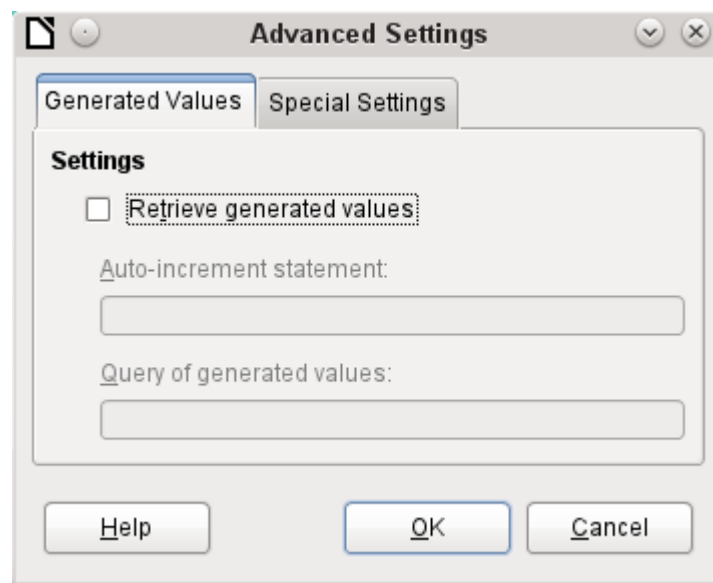 Advanced Settings
Generated Values Special Settings
Settings
Retrieve generated values
Auto-increment statement:
Query of generated values:
Help OK Cancel